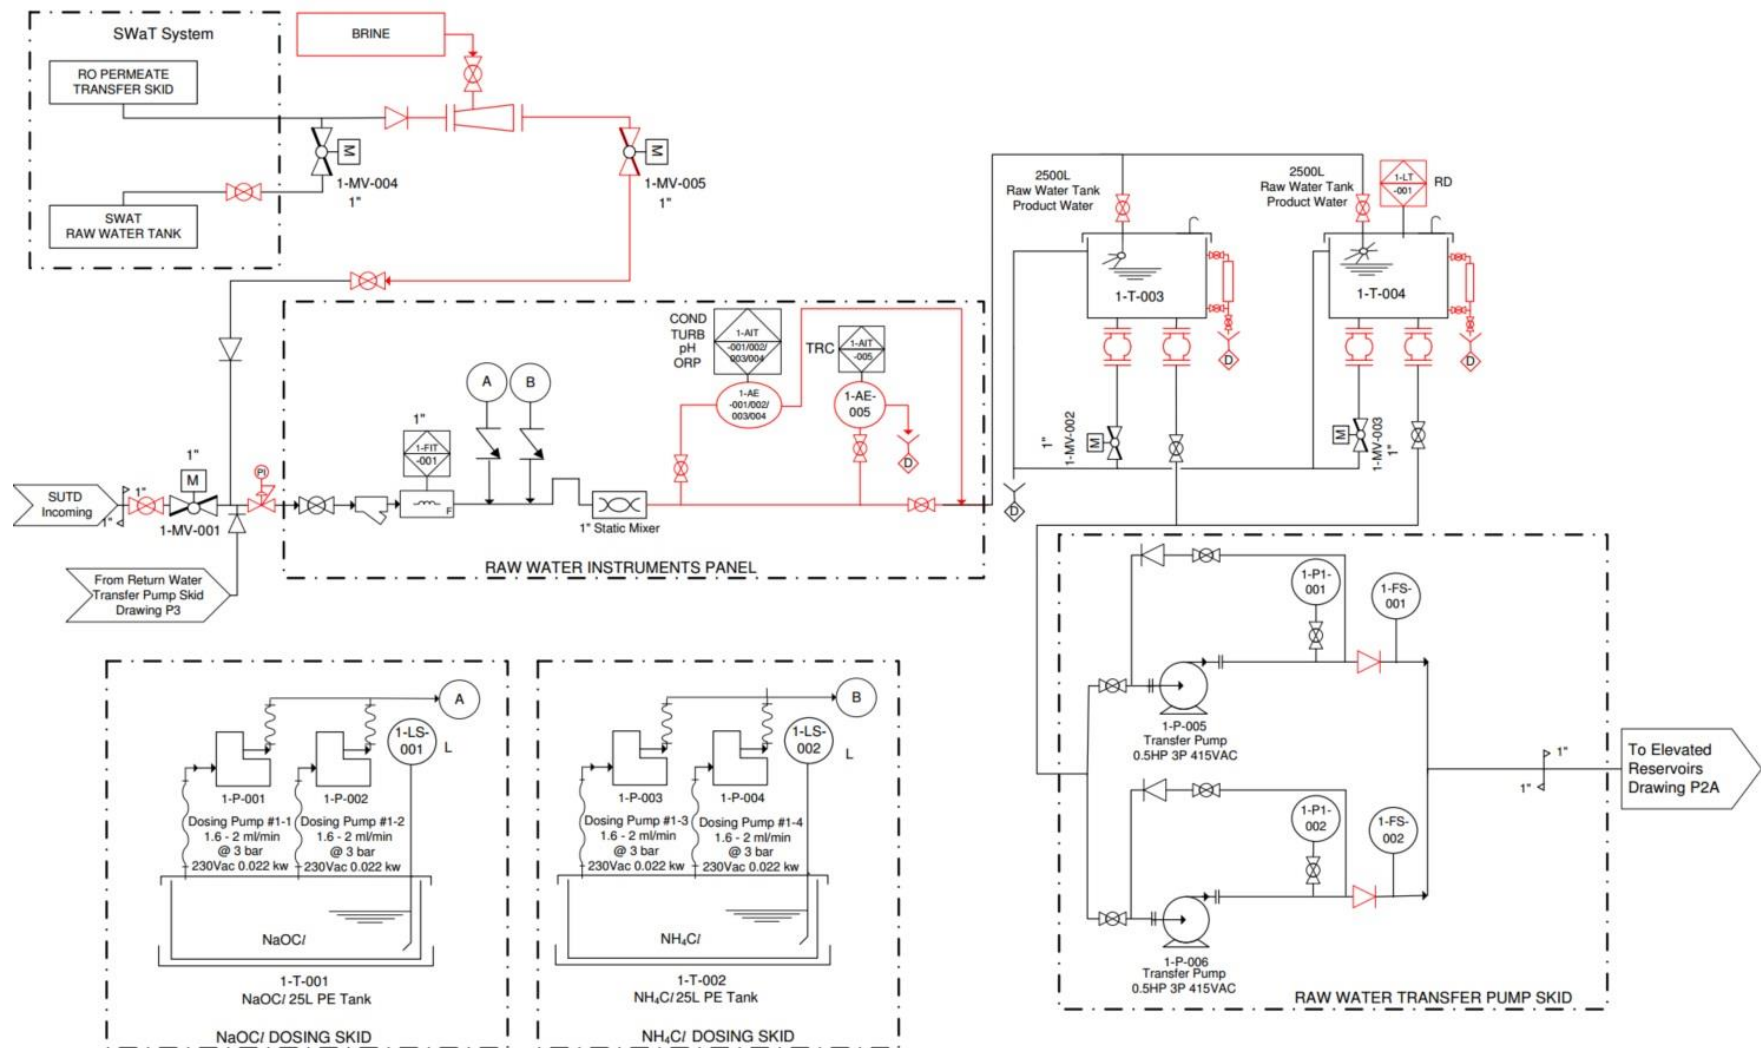 SWaT System
RO PERMEATE
TRANSFER SKID
SWAT
RAW WATER TANK
BRINE
M
1-MV-004
1"
M
1-MV-005
1"
2500L
Raw Water Tank
Product Water
2500L
Raw Water Tank
Product Water
1-LT
-001
RD
1-T-003
1-T-004
D
D
1"
M
1-MV-002
M
1-MV-003
1"
D
SUTD
Incoming
1"
1"
1"
M
1-MV-001
PI
From Return Water
Transfer Pump Skid
Drawing P3
1"
1-FIT
-001
F
A
B
1" Static Mixer
COND
TURB
pH
ORP
1-AIT
-001/002/
003/004
1-AE
-001/002/
003/004
TRC
1-AIT
-005
1-AE-
005
D
RAW WATER INSTRUMENTS PANEL
A
1-LS-
001
L
1-P-001
1-P-002
Dosing Pump #1-1
1.6 - 2 ml/min
@ 3 bar
230Vac 0.022 kw
Dosing Pump #1-2
1.6 - 2 ml/min
@ 3 bar
230Vac 0.022 kw
NaOCl
1-T-001
NaOCl 25L PE Tank
NaOCl DOSING SKID
B
1-LS-
002
L
1-P-003
1-P-004
Dosing Pump #1-3
1.6 - 2 ml/min
@ 3 bar
230Vac 0.022 kw
Dosing Pump #1-4
1.6 - 2 ml/min
@ 3 bar
230Vac 0.022 kw
NH₄Cl
1-T-002
NH₄Cl 25L PE Tank
NH₄Cl DOSING SKID
1-P1-
001
1-FS-
001
1-P-005
Transfer Pump
0.5HP 3P 415VAC
1-P1-
002
1-FS-
002
1-P-006
Transfer Pump
0.5HP 3P 415VAC
RAW WATER TRANSFER PUMP SKID
1"
1"
To Elevated
Reservoirs
Drawing P2A